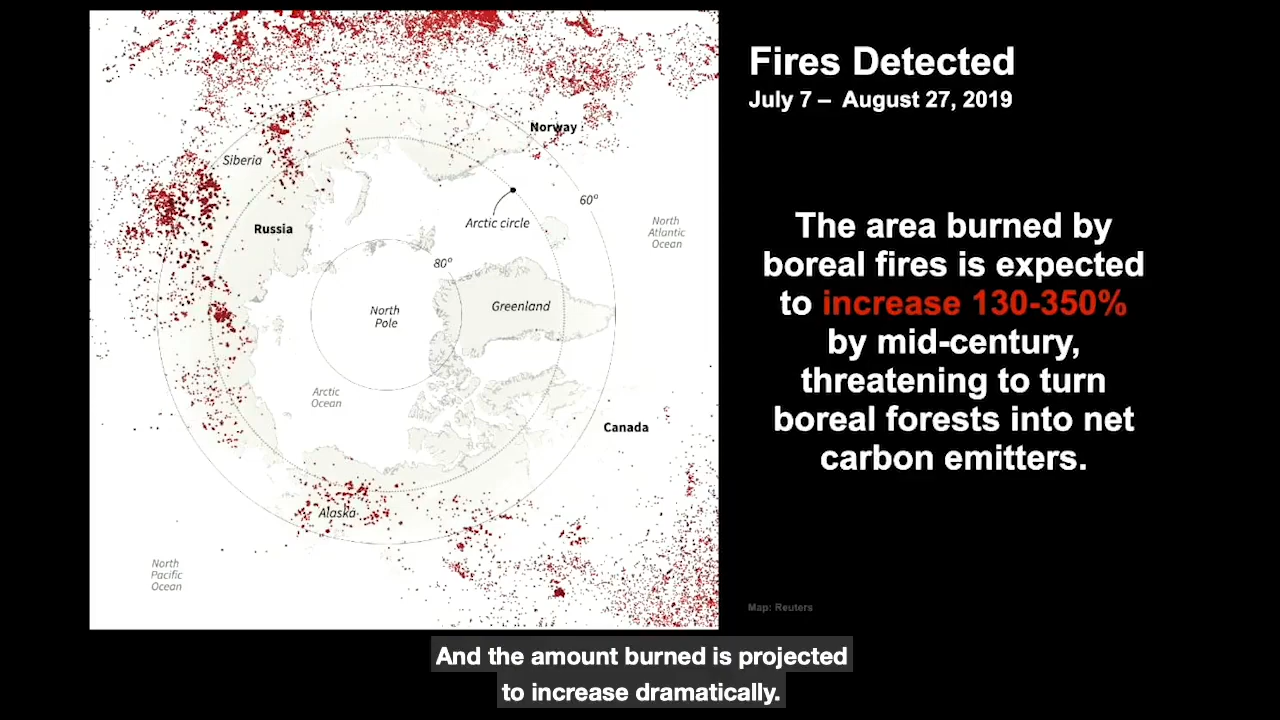 Fires Detected
July 7 – August 27, 2019
Norway
Siberia
60º
Arctic circle
North
Atlantic
Ocean
Russia
80º
North
Pole
Greenland
Arctic
Ocean
Canada
Alaska
North
Pacific
Ocean
The area burned by
boreal fires is expected
to increase 130-350%
by mid-century,
threatening to turn
boreal forests into net
carbon emitters.
Map: Reuters
And the amount burned is projected
to increase dramatically.